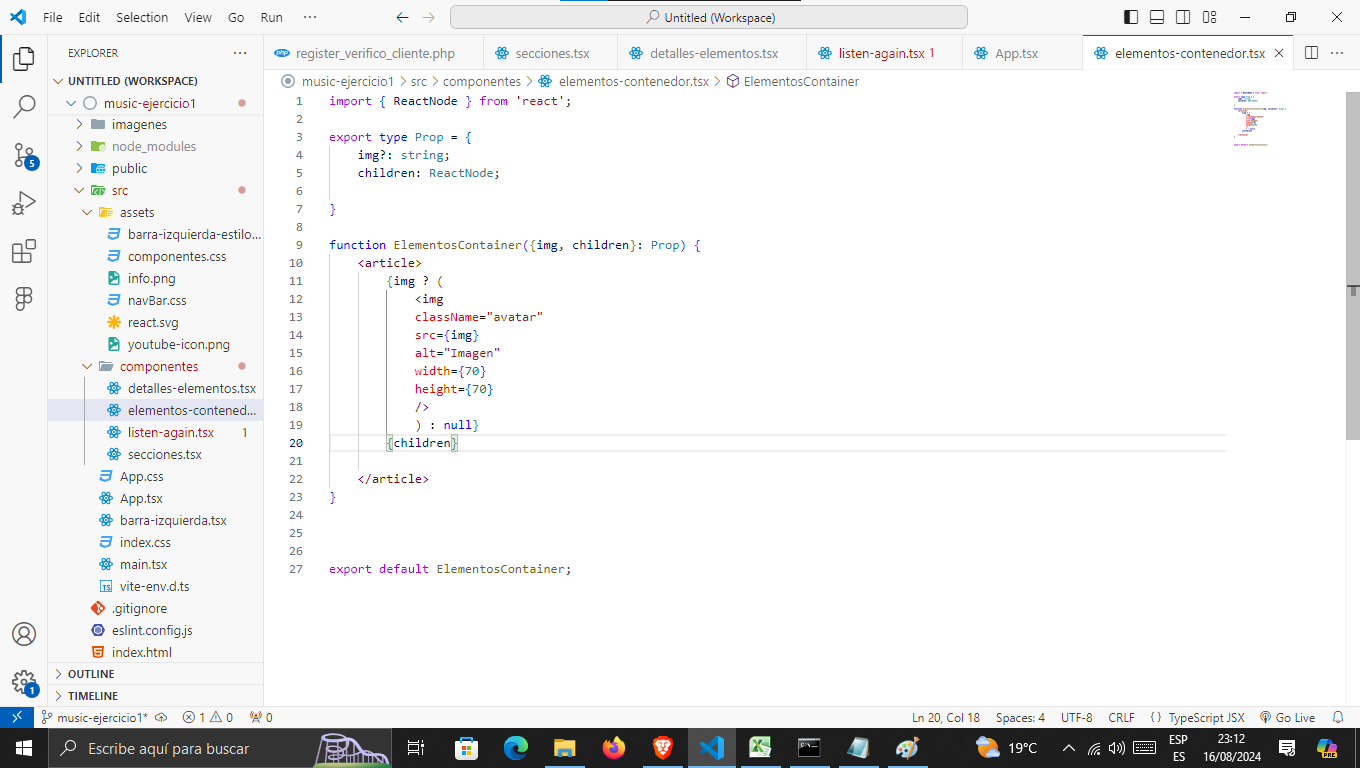 File Edit Selection View Go Run ··· Untitled (Workspace)
EXPLORER ···
UNTITLED (WORKSPACE)
music-ejercicio1
imagenes
node_modules
public
src
assets
barra-izquierda-estilo...
componentes.css
info.png
navBar.css
react.svg
youtube-icon.png
componentes
detalles-elementos.tsx
elementos-contened...
listen-again.tsx 1
secciones.tsx
App.css
App.tsx
barra-izquierda.tsx
index.css
main.tsx
vite-env.d.ts
.gitignore
eslint.config.js
index.html
OUTLINE
TIMELINE
5
1
register_verifico_cliente.php secciones.tsx detalles-elementos.tsx listen-again.tsx 1 App.tsx elementos-contenedor.tsx
music-ejercicio1 > src > componentes > elementos-contenedor.tsx > ElementosContainer
1 import { ReactNode } from 'react';
2
3 export type Prop = {
4 img?: string;
5 children: ReactNode;
6
7 }
8
9 function ElementosContainer({img, children}: Prop) {
10 <article>
11 {img ? (
12 <img
13 className="avatar"
14 src={img}
15 alt="Imagen"
16 width={70}
17 height={70}
18 />
19 ) : null}
20 {children}
21
22 </article>
23 }
24
25
26
27 export default ElementosContainer;
music-ejercicio1* 1 0 0 Ln 20, Col 18 Spaces: 4 UTF-8 CRLF {} TypeScript JSX Go Live
Escribe aquí para buscar 19°C ESP ES 23:12 16/08/2024 PRE